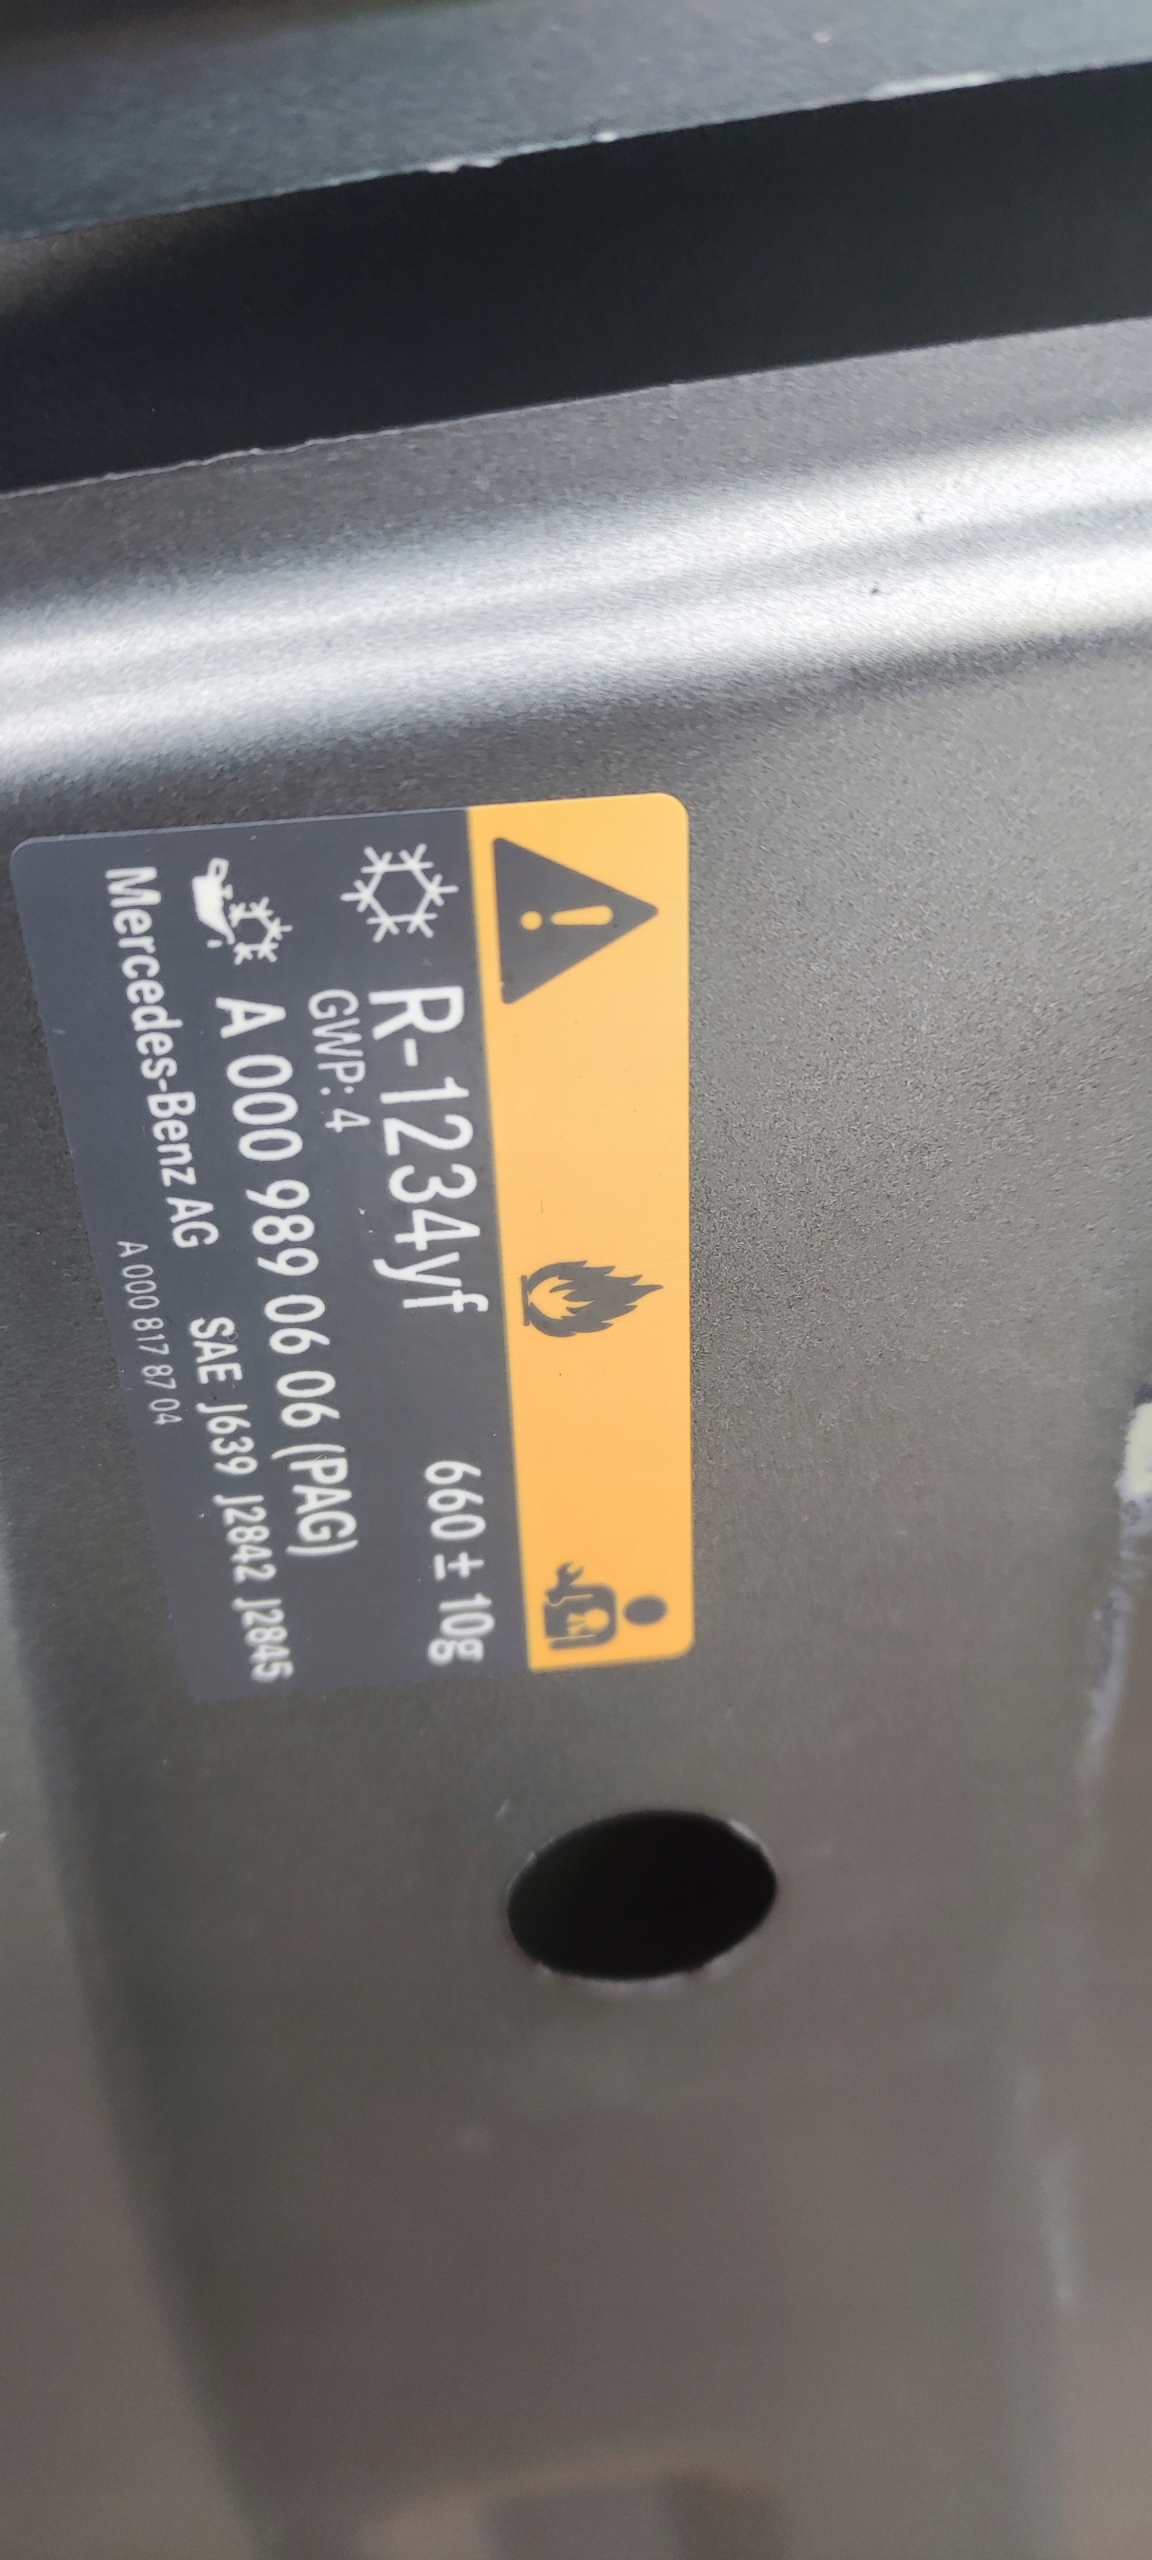 R-1234yf 660 ± 10g
GWP: 4
A 000 989 06 06 (PAG)
Mercedes-Benz AG SAE J639 J2842 J2845
A 000 817 87 04